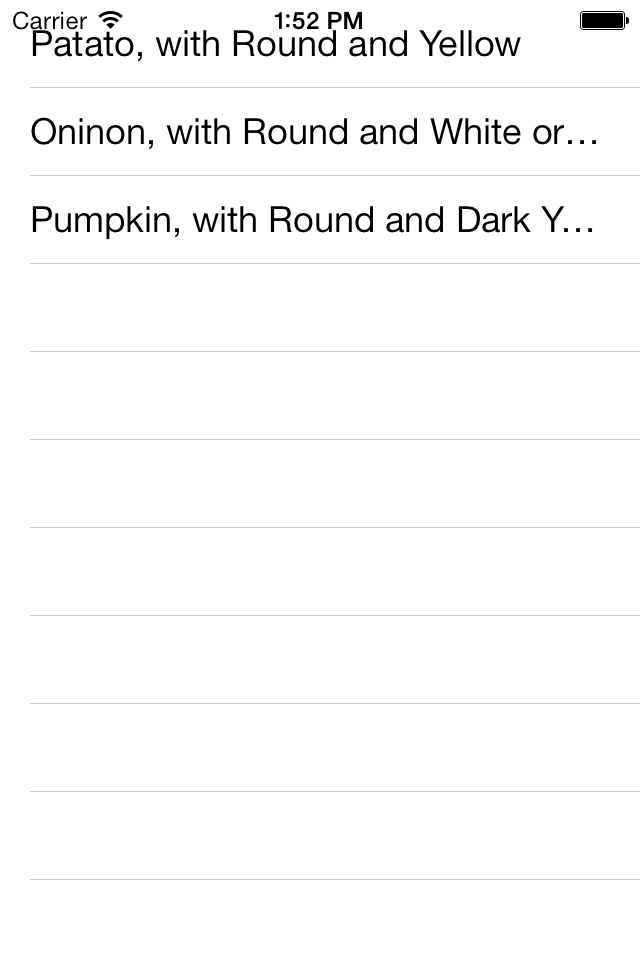 Carrier 1:52 PM
Patato, with Round and Yellow
Oninon, with Round and White or…
Pumpkin, with Round and Dark Y…